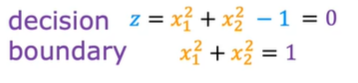 decision z = x₁² + x₂² − 1 = 0
boundary x₁² + x₂² = 1